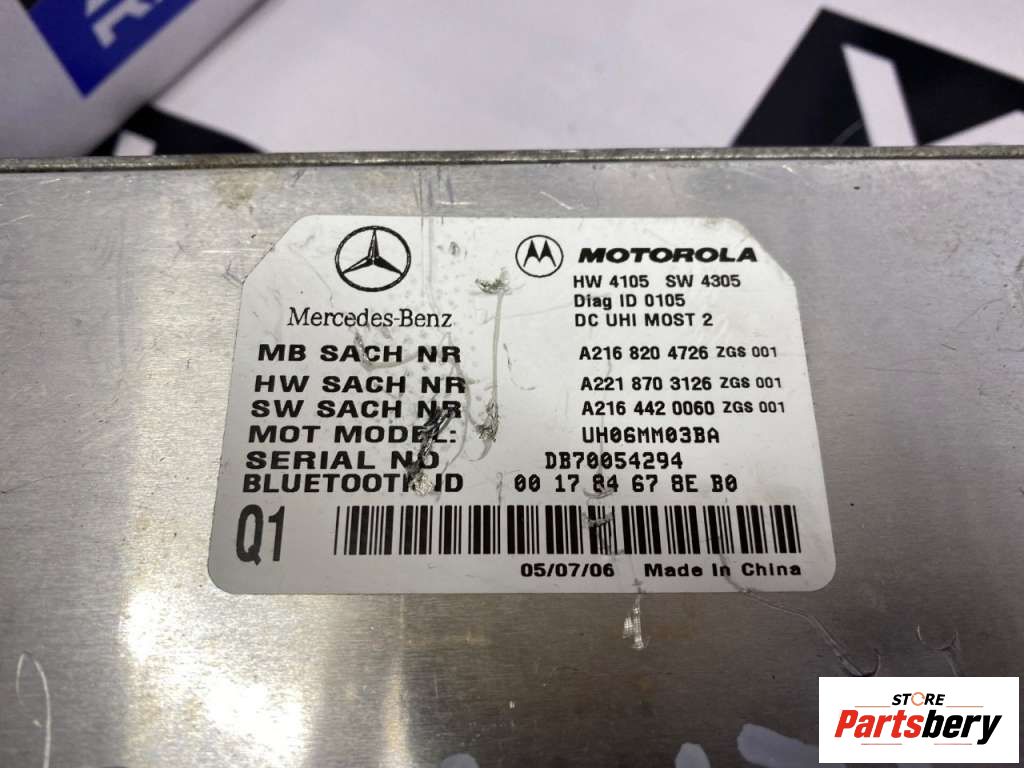 Mercedes-Benz
MOTOROLA
HW 4105 SW 4305
Diag ID 0105
DC UHI MOST 2
MB SACH NR A216 820 4726 ZGS 001
HW SACH NR A221 870 3126 ZGS 001
SW SACH NR A216 442 0060 ZGS 001
MOT MODEL: UH06MM03BA
SERIAL NO DB70054294
BLUETOOTH ID 00 17 84 67 8E B0
Q1
05/07/06 Made In China
STORE
Partsbery